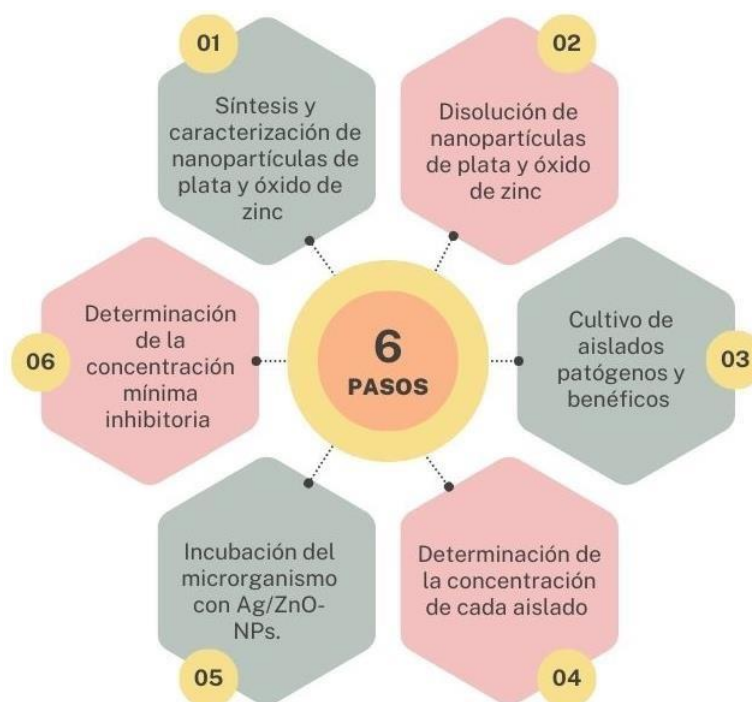 01
Síntesis y
caracterización de
nanopartículas de
plata y óxido de
zinc
02
Disolución de
nanopartículas
de plata y óxido
de zinc
03
Cultivo de
aislados
patógenos y
benéficos
04
Determinación de
la concentración
de cada aislado
05
Incubación del
microrganismo
con Ag/ZnO-
NPs.
06
Determinación
de la
concentración
mínima
inhibitoria
6
PASOS